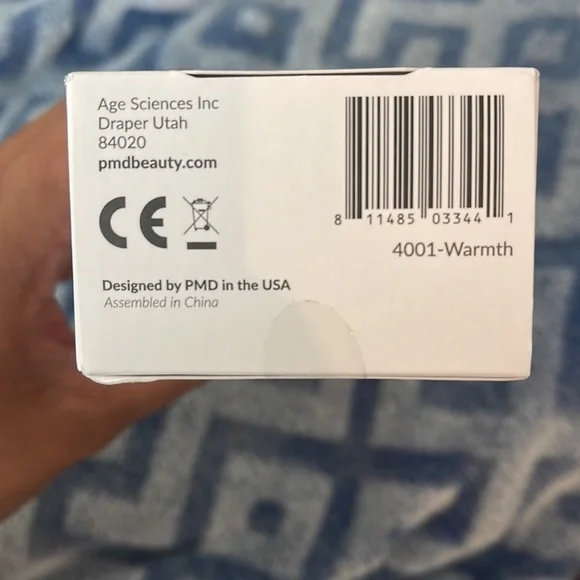 Age Sciences Inc
Draper Utah
84020
pmdbeauty.com
CE
Designed by PMD in the USA
Assembled in China
8 11485 03344 1
4001-Warmth